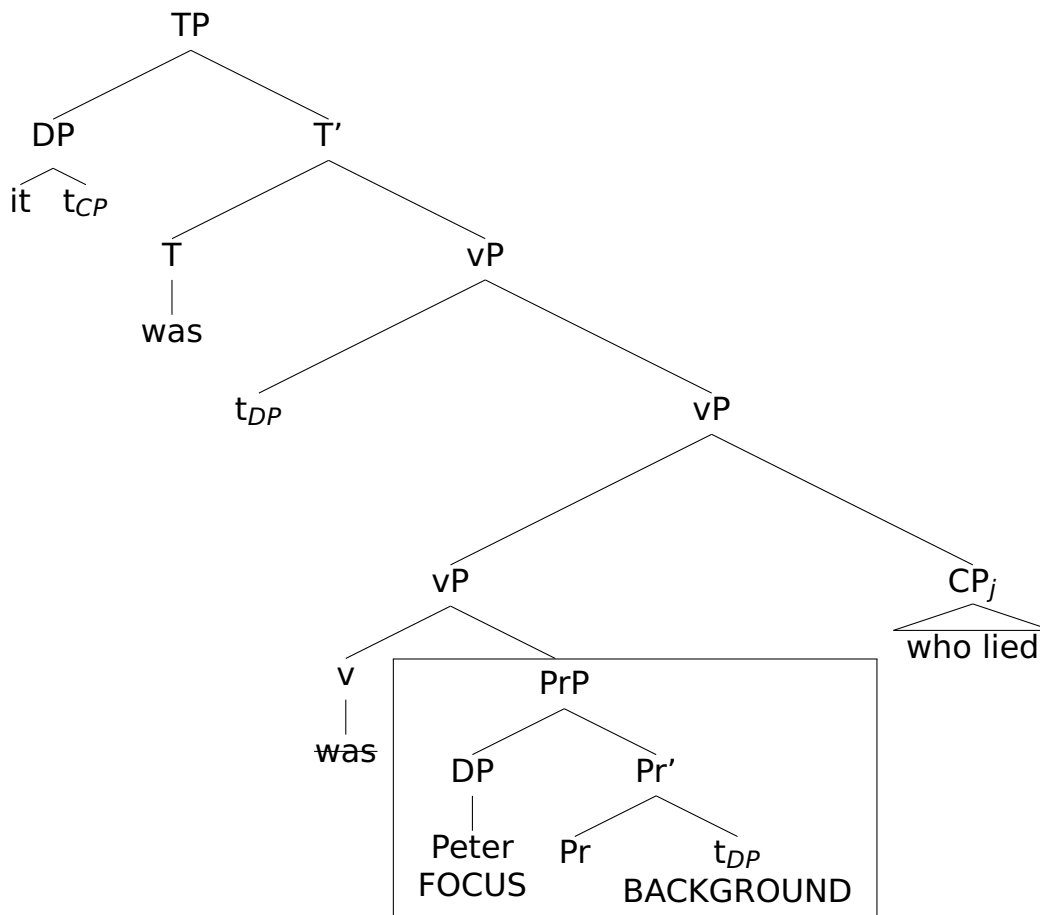 TP
DP T’
it t_CP
T vP
was
t_DP vP
vP CP_j
who lied
v PrP
was
DP Pr’
Peter Pr t_DP
FOCUS BACKGROUND